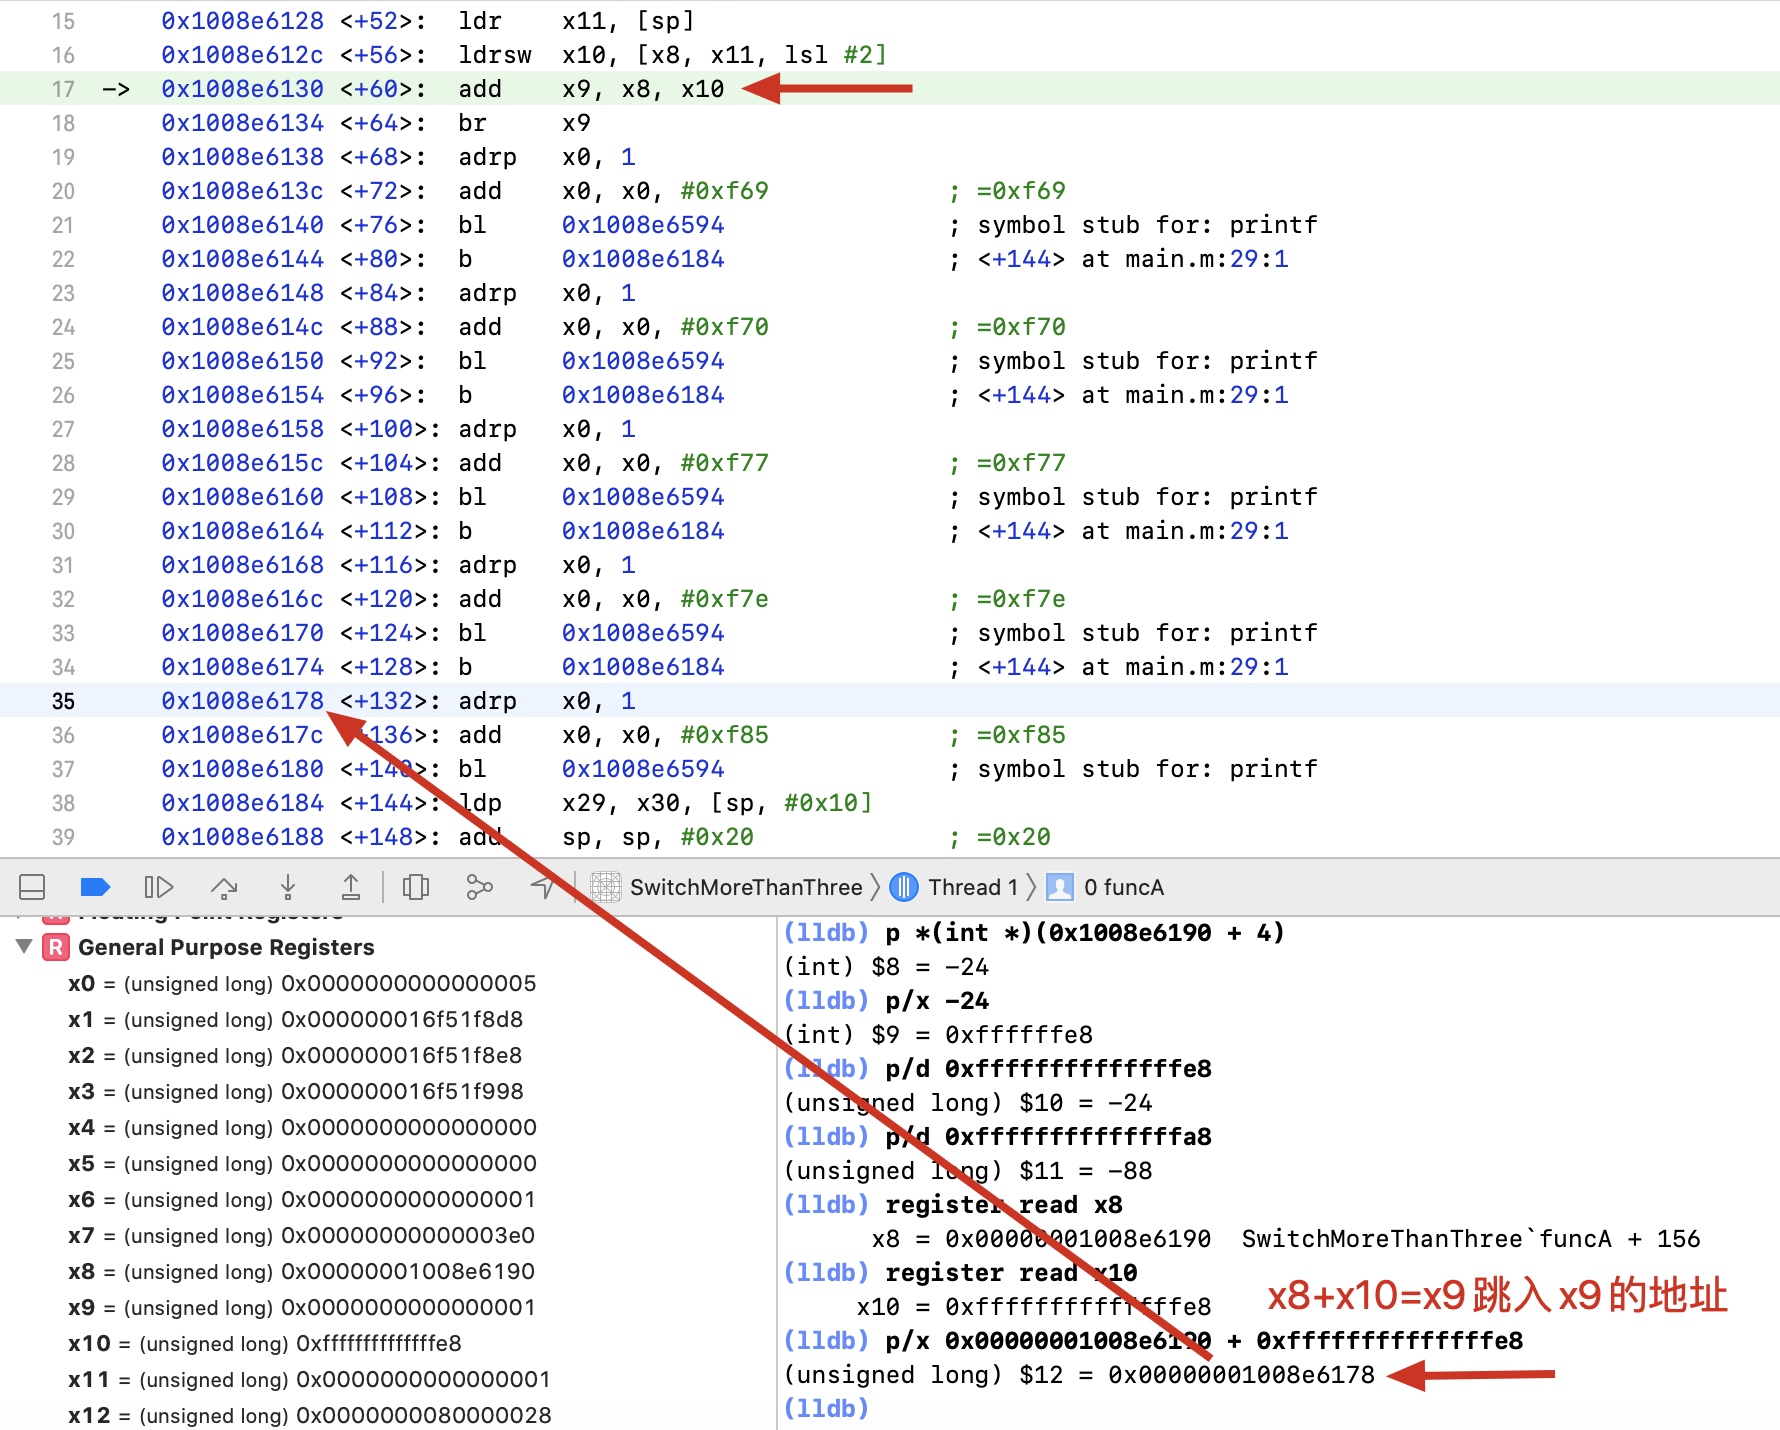 15 0x1008e6128 <+52>: ldr x11, [sp]
16 0x1008e612c <+56>: ldrsw x10, [x8, x11, lsl #2]
17 -> 0x1008e6130 <+60>: add x9, x8, x10
18 0x1008e6134 <+64>: br x9
19 0x1008e6138 <+68>: adrp x0, 1
20 0x1008e613c <+72>: add x0, x0, #0xf69 ; =0xf69
21 0x1008e6140 <+76>: bl 0x1008e6594 ; symbol stub for: printf
22 0x1008e6144 <+80>: b 0x1008e6184 ; <+144> at main.m:29:1
23 0x1008e6148 <+84>: adrp x0, 1
24 0x1008e614c <+88>: add x0, x0, #0xf70 ; =0xf70
25 0x1008e6150 <+92>: bl 0x1008e6594 ; symbol stub for: printf
26 0x1008e6154 <+96>: b 0x1008e6184 ; <+144> at main.m:29:1
27 0x1008e6158 <+100>: adrp x0, 1
28 0x1008e615c <+104>: add x0, x0, #0xf77 ; =0xf77
29 0x1008e6160 <+108>: bl 0x1008e6594 ; symbol stub for: printf
30 0x1008e6164 <+112>: b 0x1008e6184 ; <+144> at main.m:29:1
31 0x1008e6168 <+116>: adrp x0, 1
32 0x1008e616c <+120>: add x0, x0, #0xf7e ; =0xf7e
33 0x1008e6170 <+124>: bl 0x1008e6594 ; symbol stub for: printf
34 0x1008e6174 <+128>: b 0x1008e6184 ; <+144> at main.m:29:1
35 0x1008e6178 <+132>: adrp x0, 1
36 0x1008e617c <+136>: add x0, x0, #0xf85 ; =0xf85
37 0x1008e6180 <+140>: bl 0x1008e6594 ; symbol stub for: printf
38 0x1008e6184 <+144>: ldp x29, x30, [sp, #0x10]
39 0x1008e6188 <+148>: add sp, sp, #0x20 ; =0x20
SwitchMoreThanThree Thread 1 0 funcA
Floating Point Registers
R General Purpose Registers
x0 = (unsigned long) 0x0000000000000005
x1 = (unsigned long) 0x000000016f51f8d8
x2 = (unsigned long) 0x000000016f51f8e8
x3 = (unsigned long) 0x000000016f51f998
x4 = (unsigned long) 0x0000000000000000
x5 = (unsigned long) 0x0000000000000000
x6 = (unsigned long) 0x0000000000000001
x7 = (unsigned long) 0x00000000000003e0
x8 = (unsigned long) 0x00000001008e6190
x9 = (unsigned long) 0x0000000000000001
x10 = (unsigned long) 0xffffffffffffffe8
x11 = (unsigned long) 0x0000000000000001
x12 = (unsigned long) 0x0000000080000028
(lldb) p *(int *)(0x1008e6190 + 4)
(int) $8 = -24
(lldb) p/x -24
(int) $9 = 0xffffffe8
(lldb) p/d 0xffffffffffffffe8
(unsigned long) $10 = -24
(lldb) p/d 0xffffffffffffffa8
(unsigned long) $11 = -88
(lldb) register read x8
x8 = 0x00000001008e6190 SwitchMoreThanThree`funcA + 156
(lldb) register read x10
x10 = 0xffffffffffffffe8
(lldb) p/x 0x00000001008e6190 + 0xffffffffffffffe8
(unsigned long) $12 = 0x00000001008e6178
(lldb)
x8+x10=x9 跳入 x9 的地址